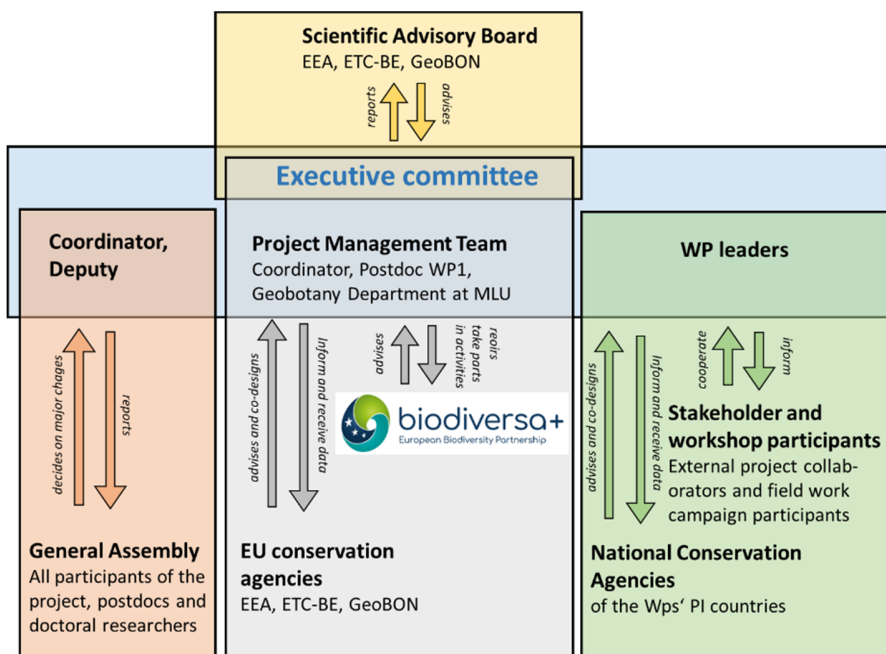 Scientific Advisory Board
EEA, ETC-BE, GeoBON
reports
advises
Executive committee
Coordinator,
Deputy
Project Management Team
Coordinator, Postdoc WP1,
Geobotany Department at MLU
WP leaders
decides on major chages
reports
advises and co-designs
Inform and receive data
advises
reoirs
take parts
in activities
biodiversa+
European Biodiversity Partnership
advises and co-designs
Inform and receive data
cooperate
inform
Stakeholder and
workshop participants
External project collab-
orators and field work
campaign participants
General Assembly
All participants of the
project, postdocs and
doctoral researchers
EU conservation
agencies
EEA, ETC-BE, GeoBON
National Conservation
Agencies
of the Wps‘ PI countries